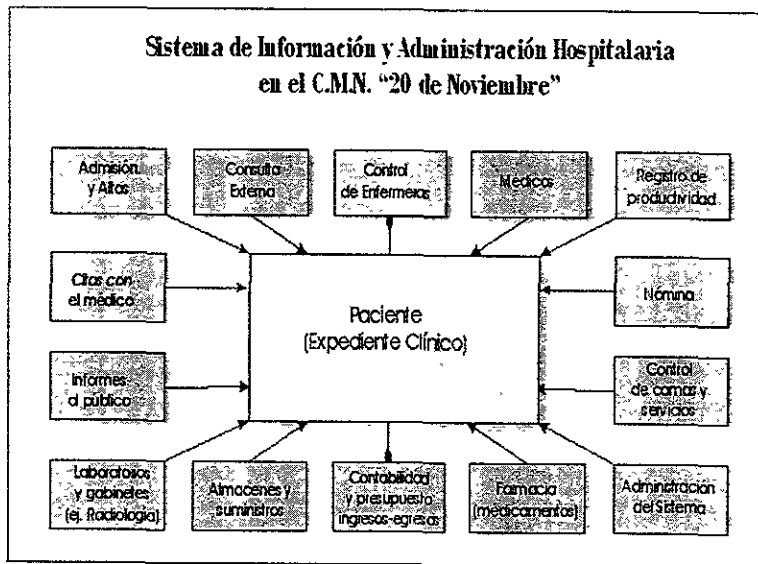 Sistema de Información y Administración Hospitalaria
en el C.M.N. “20 de Noviembre”
Admisión
y Altas
Consulta
Externa
Control
de Enfermeras
Médicos
Registro de
productividad
Citas con
el médico
Paciente
(Expediente Clínico)
Nómina
Informes
al público
Control
de camas y
servicios
Laboratorios
y gabinetes
(ej. Radiología)
Almacenes y
suministros
Contabilidad
y presupuesto
ingresos-egresos
Farmacia
(medicamentos)
Administración
del Sistema